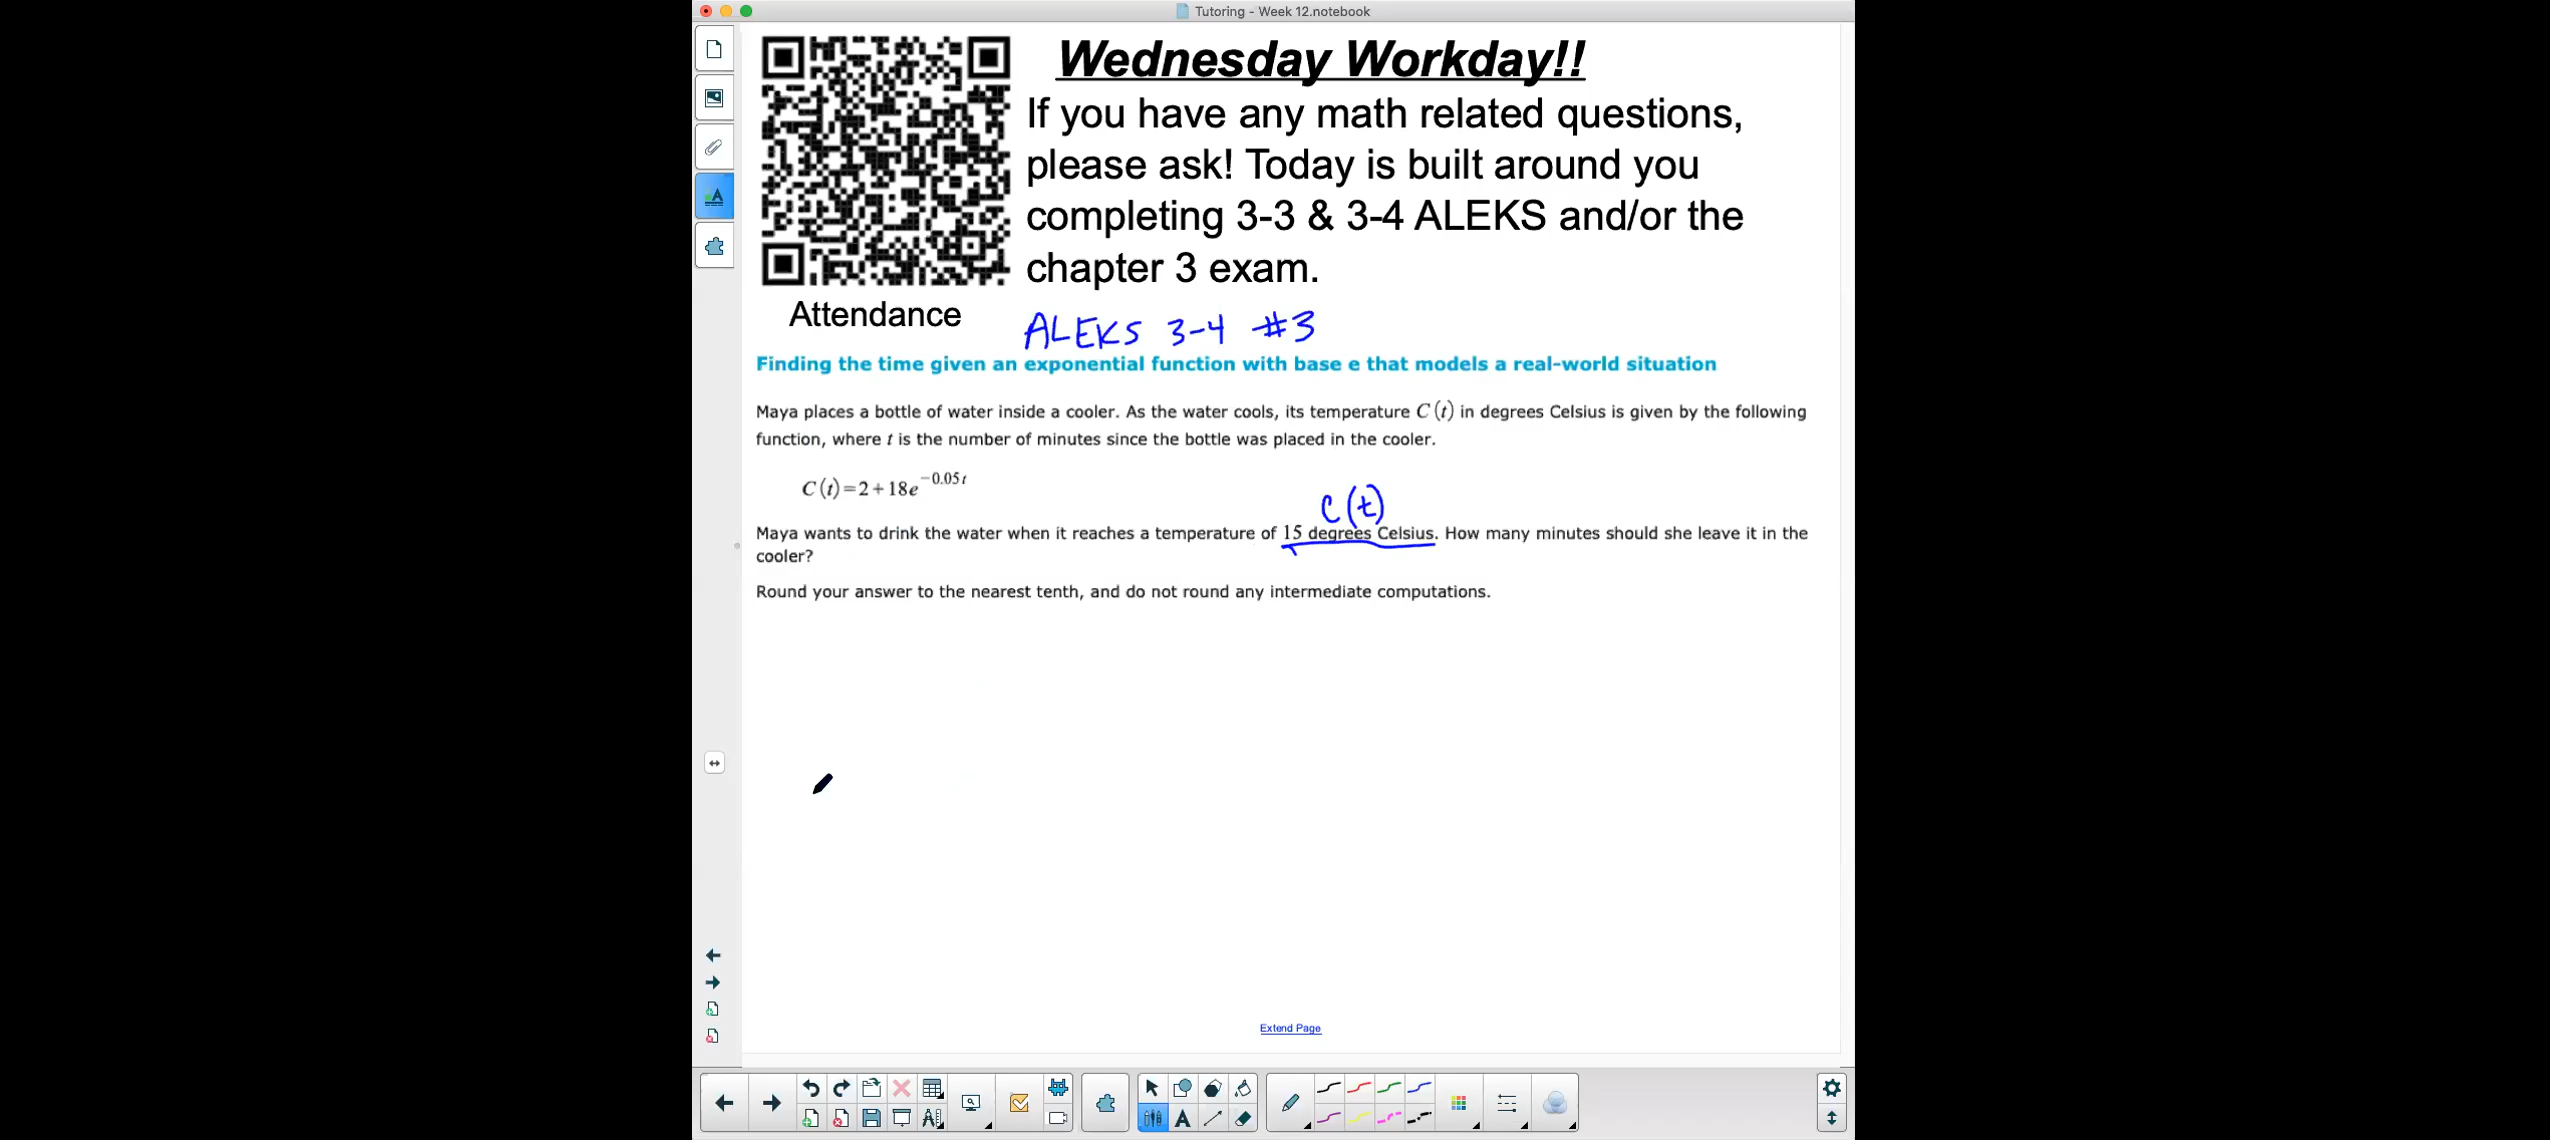 Tutoring - Week 12.notebook
Wednesday Workday!!
If you have any math related questions,
please ask! Today is built around you
completing 3-3 & 3-4 ALEKS and/or the
chapter 3 exam.
Attendance
ALEKS 3-4 #3
Finding the time given an exponential function with base e that models a real-world situation
Maya places a bottle of water inside a cooler. As the water cools, its temperature C(t) in degrees Celsius is given by the following
function, where t is the number of minutes since the bottle was placed in the cooler.
C(t)=2+18e^−0.05t
C(t)
Maya wants to drink the water when it reaches a temperature of 15 degrees Celsius. How many minutes should she leave it in the
cooler?
Round your answer to the nearest tenth, and do not round any intermediate computations.
Extend Page